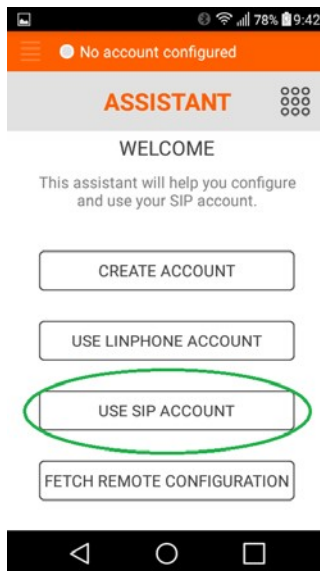 78% 9:42
No account configured
ASSISTANT
WELCOME
This assistant will help you configure
and use your SIP account.
CREATE ACCOUNT
USE LINPHONE ACCOUNT
USE SIP ACCOUNT
FETCH REMOTE CONFIGURATION